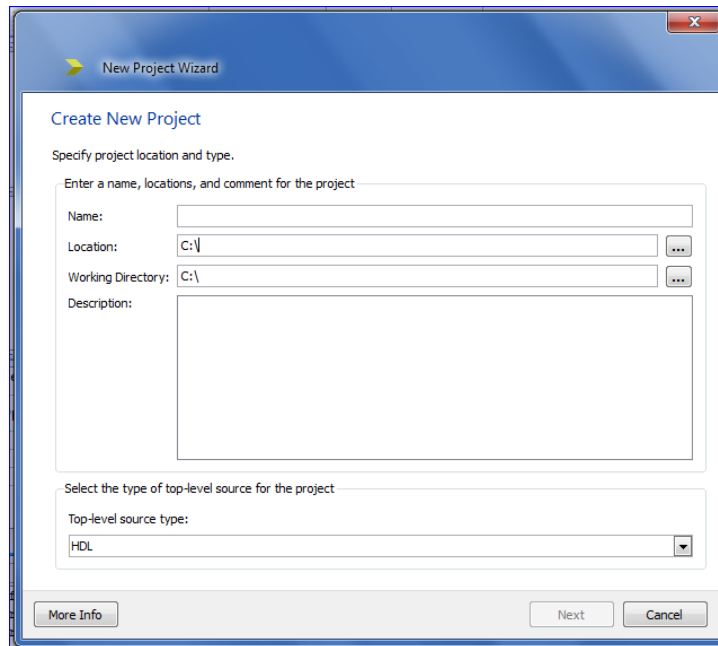 New Project Wizard
Create New Project
Specify project location and type.
Enter a name, locations, and comment for the project
Name:
Location: C:\ ...
Working Directory: C:\ ...
Description:
Select the type of top-level source for the project
Top-level source type:
HDL
More Info Next Cancel